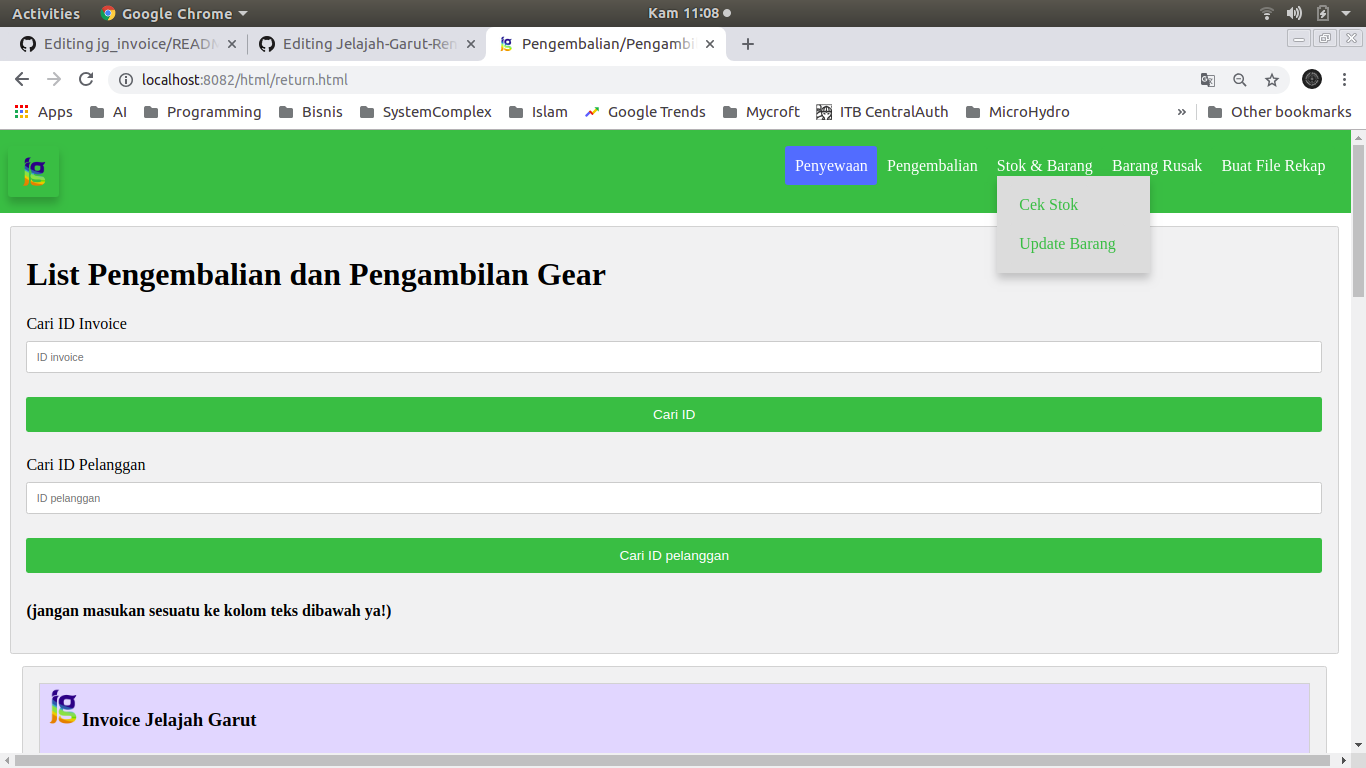 Activities Google Chrome Kam 11:08
Editing jg_invoice/READM Editing Jelajah-Garut-Ren Pengembalian/Pengambil
localhost:8082/html/return.html
Apps AI Programming Bisnis SystemComplex Islam Google Trends Mycroft ITB CentralAuth MicroHydro » Other bookmarks
jg Penyewaan Pengembalian Stok & Barang Barang Rusak Buat File Rekap
Cek Stok
Update Barang
List Pengembalian dan Pengambilan Gear
Cari ID Invoice
ID invoice
Cari ID
Cari ID Pelanggan
ID pelanggan
Cari ID pelanggan
(jangan masukan sesuatu ke kolom teks dibawah ya!)
jg Invoice Jelajah Garut